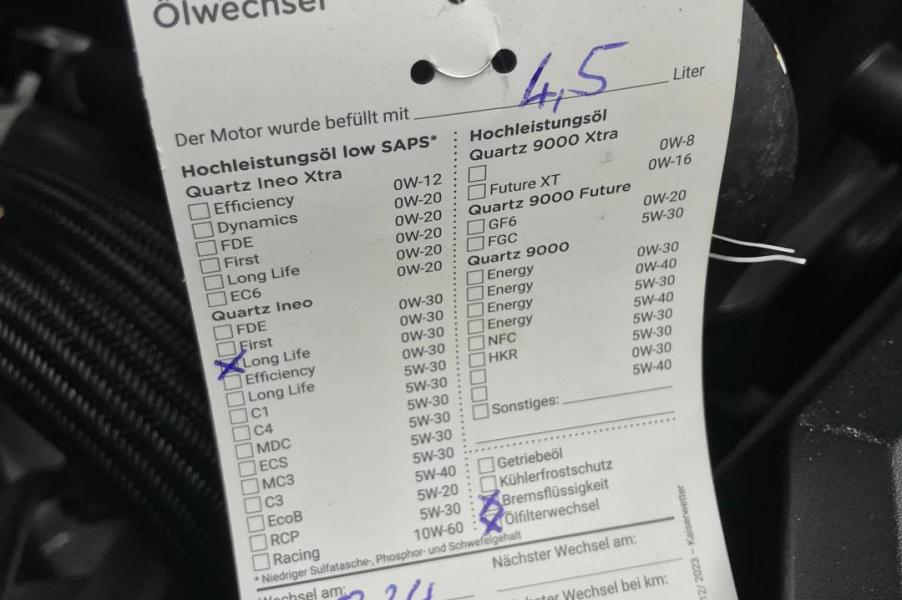 Ölwechsel
Der Motor wurde befüllt mit 4,5 Liter
Hochleistungsöl low SAPS*
Quartz Ineo Xtra
Efficiency 0W-12
Dynamics 0W-20
FDE 0W-20
First 0W-20
Long Life 0W-20
EC6 0W-20
Quartz Ineo
FDE 0W-30
First 0W-30
Long Life 0W-30
Efficiency 0W-30
Long Life 5W-30
C1 5W-30
C4 5W-30
MDC 5W-30
ECS 5W-30
MC3 5W-30
C3 5W-40
EcoB 5W-20
RCP 5W-30
Racing 10W-60
* Niedriger Sulfatasche-, Phosphor- und Schwefelgehalt
Hochleistungsöl
Quartz 9000 Xtra
0W-8
Future XT 0W-16
Quartz 9000 Future
GF6 0W-20
FGC 5W-30
Quartz 9000
Energy 0W-30
Energy 0W-40
Energy 5W-30
Energy 5W-40
NFC 5W-30
HKR 5W-30
0W-30
5W-40
Sonstiges:
Getriebeöl
Kühlerfrostschutz
Bremsflüssigkeit
Ölfilterwechsel
Wechsel am:
Nächster Wechsel am:
Wechsel bei km:
12/2023 – Kaiserwetter